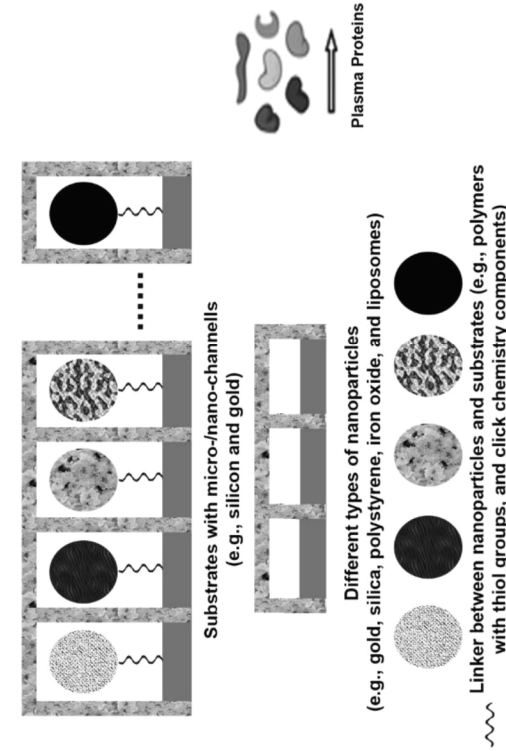 Plasma Proteins
Substrates with micro-/nano-channells
(e.g., silicon and gold)
Different types of nanoparticles
(e.g., gold, silica, polystyrene, iron oxide, and liposomes)
Linker between nanoparticles and substrates (e.g., polymers
with thiol groups, and click chemistry components)